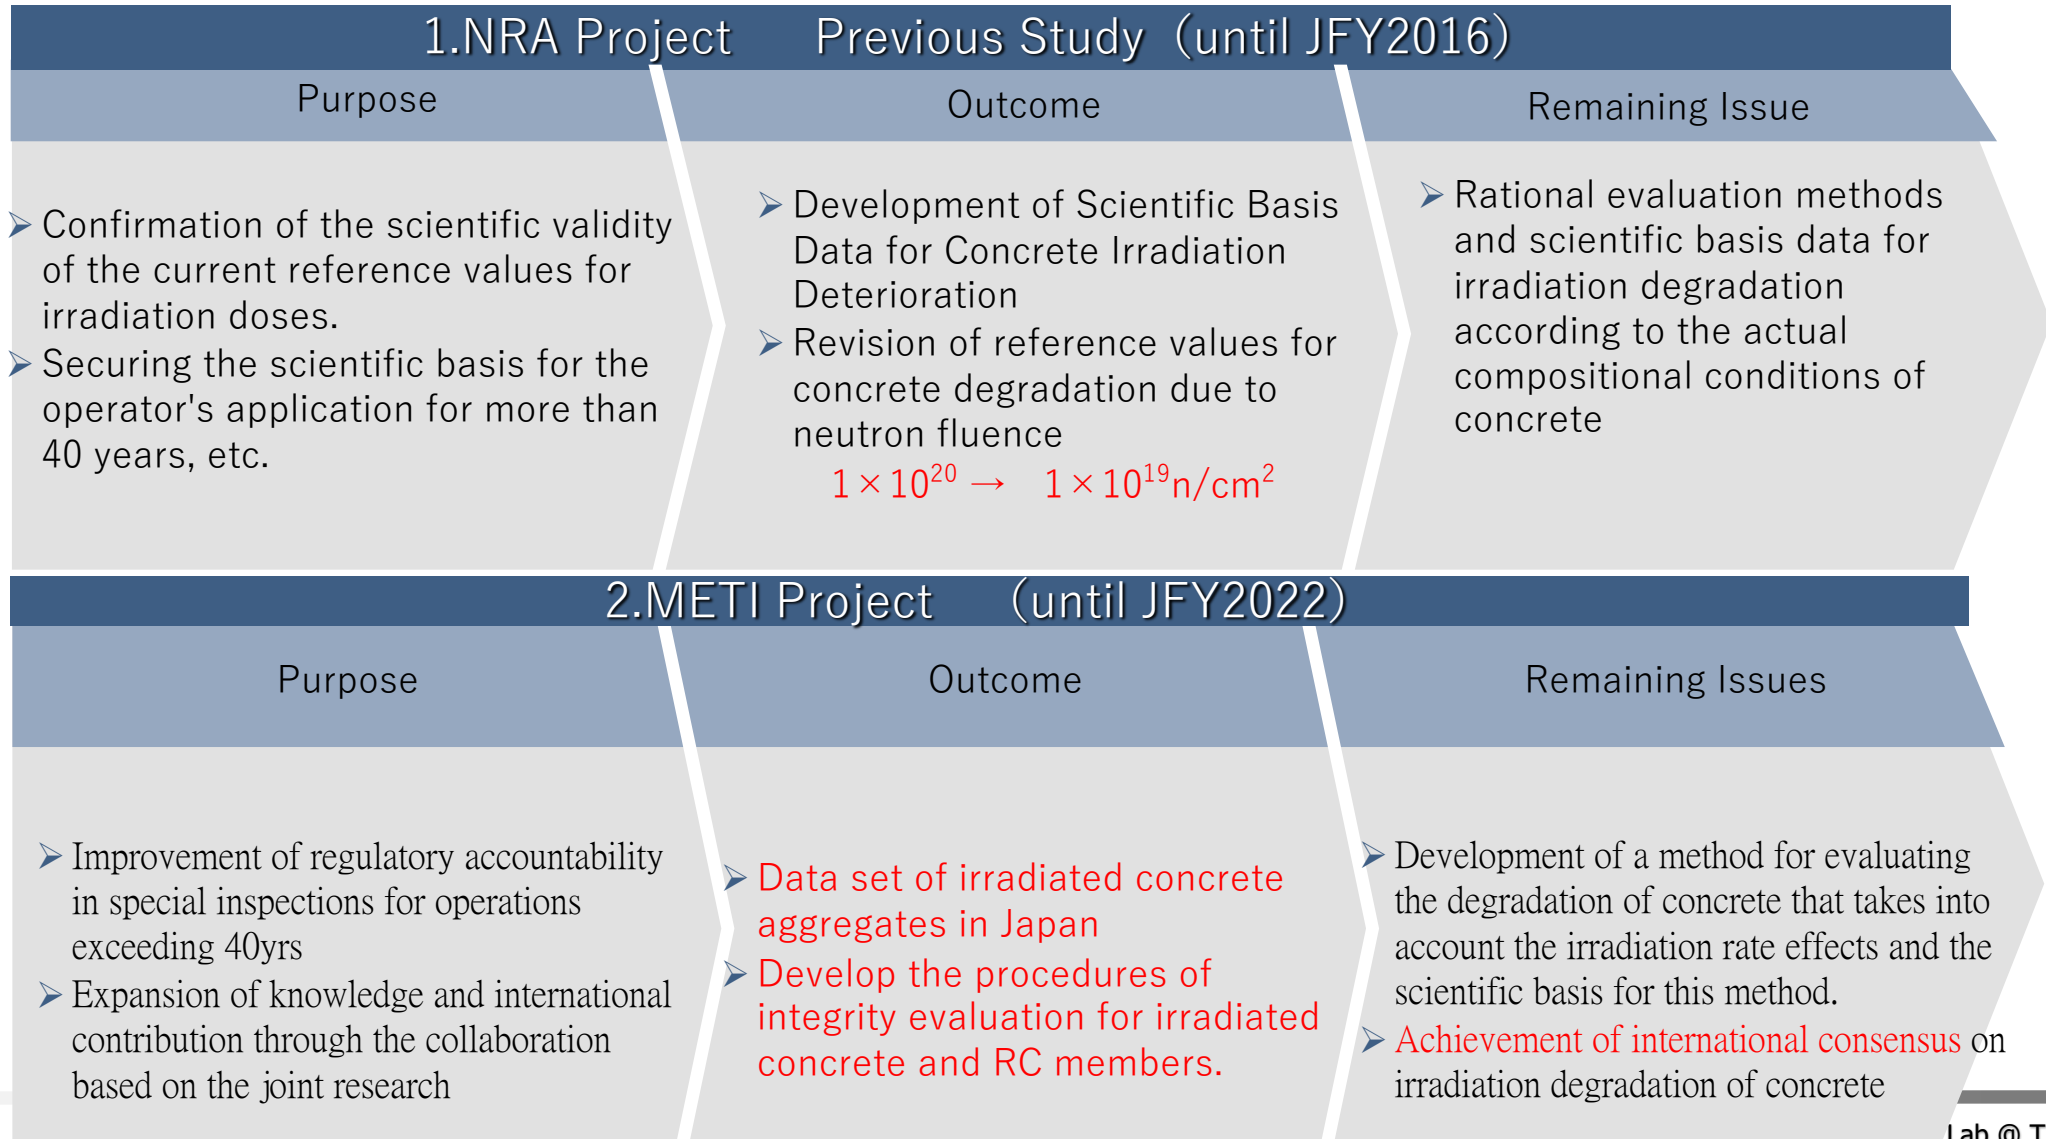 1.NRA Project Previous Study (until JFY2016)
Purpose
➢ Confirmation of the scientific validity
of the current reference values for
irradiation doses.
➢ Securing the scientific basis for the
operator's application for more than
40 years, etc.
Outcome
➢ Development of Scientific Basis
Data for Concrete Irradiation
Deterioration
➢ Revision of reference values for
concrete degradation due to
neutron fluence
1×10²⁰ → 1×10¹⁹n/cm²
Remaining Issue
➢ Rational evaluation methods
and scientific basis data for
irradiation degradation
according to the actual
compositional conditions of
concrete
2.METI Project (until JFY2022)
Purpose
➢ Improvement of regulatory accountability
in special inspections for operations
exceeding 40yrs
➢ Expansion of knowledge and international
contribution through the collaboration
based on the joint research
Outcome
➢ Data set of irradiated concrete
aggregates in Japan
➢ Develop the procedures of
integrity evaluation for irradiated
concrete and RC members.
Remaining Issues
➢ Development of a method for evaluating
the degradation of concrete that takes into
account the irradiation rate effects and the
scientific basis for this method.
➢ Achievement of international consensus on
irradiation degradation of concrete
Lab @ T